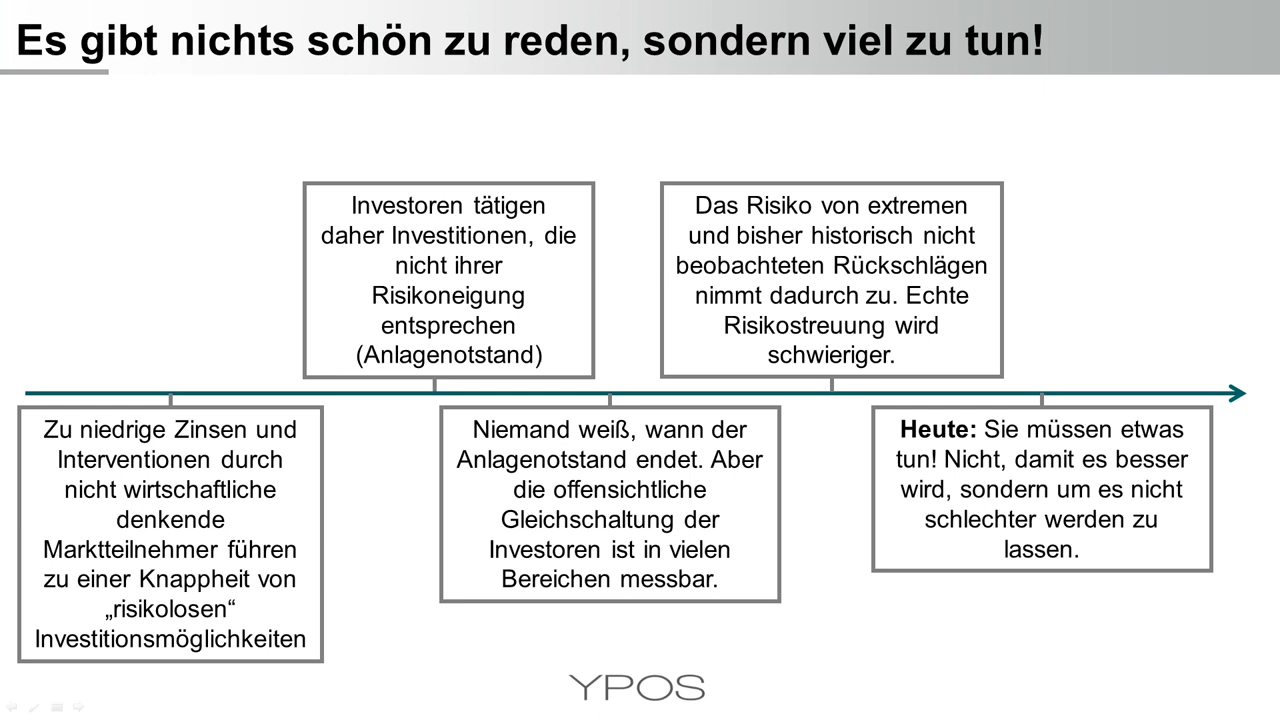 Es gibt nichts schön zu reden, sondern viel zu tun!
Zu niedrige Zinsen und
Interventionen durch
nicht wirtschaftliche
denkende
Marktteilnehmer führen
zu einer Knappheit von
„risikolosen“
Investitionsmöglichkeiten
Investoren tätigen
daher Investitionen, die
nicht ihrer
Risikoneigung
entsprechen
(Anlagenotstand)
Niemand weiß, wann der
Anlagenotstand endet. Aber
die offensichtliche
Gleichschaltung der
Investoren ist in vielen
Bereichen messbar.
Das Risiko von extremen
und bisher historisch nicht
beobachteten Rückschlägen
nimmt dadurch zu. Echte
Risikostreuung wird
schwieriger.
Heute: Sie müssen etwas
tun! Nicht, damit es besser
wird, sondern um es nicht
schlechter werden zu
lassen.
YPOS